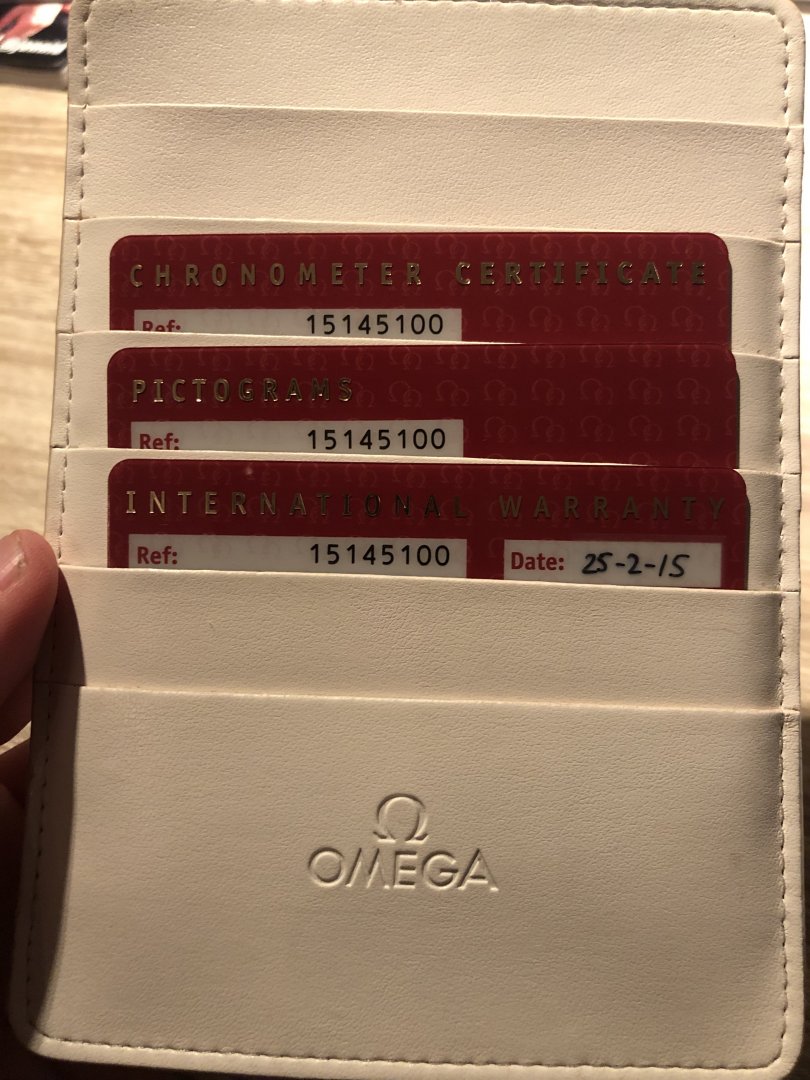 CHRONOMETER CERTIFICATE
Ref: 15145100
PICTOGRAMS
Ref: 15145100
INTERNATIONAL WARRANTY
Ref: 15145100 Date: 25-2-15
Ω
OMEGA